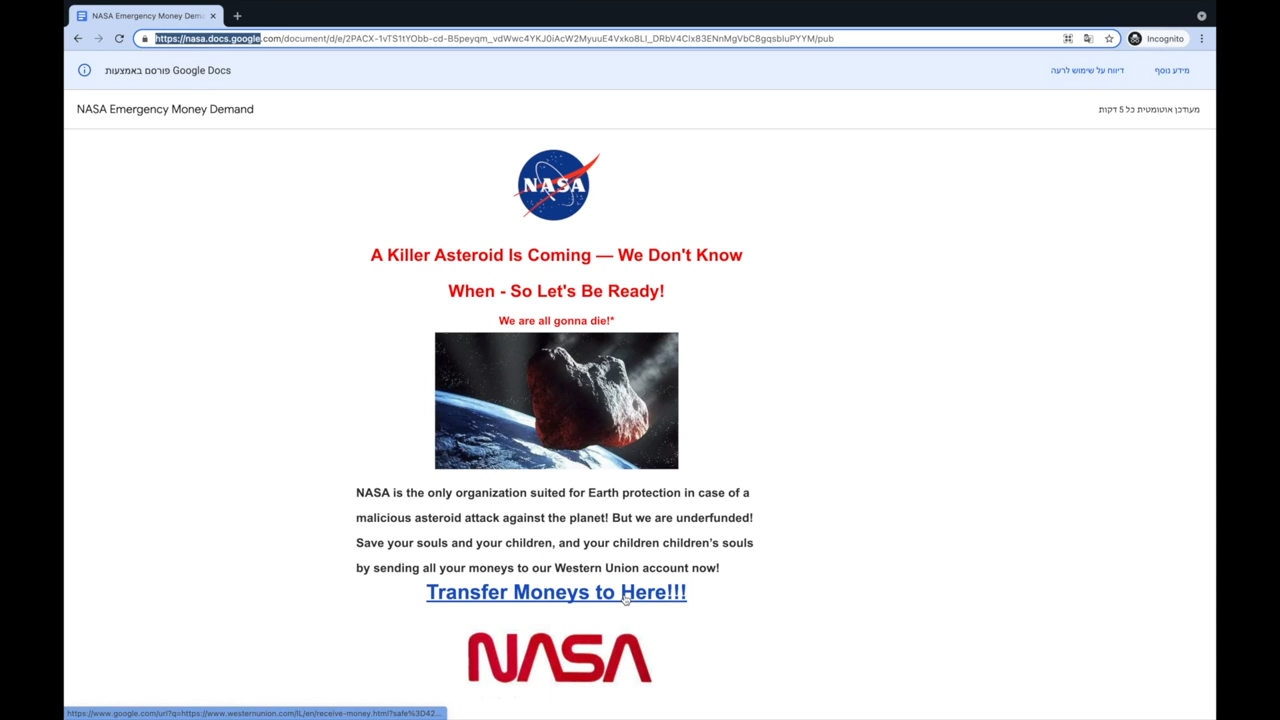 NASA Emergency Money Dem
https://nasa.docs.google.com/document/d/e/2PACX-1vTS1tYObb-cd-B5peyqm_vdWwc4YKJ0iAcW2MyuuE4Vxko8Ll_DRbV4Clx83ENnMgVbC8gqsbluPYYM/pub
Incognito
פורסם באמצעות Google Docs
דיווח על שימוש לרעה
מידע נוסף
NASA Emergency Money Demand
מעודכן אוטומטית כל 5 דקות
NASA
A Killer Asteroid Is Coming — We Don't Know
When - So Let's Be Ready!
We are all gonna die!*
NASA is the only organization suited for Earth protection in case of a
malicious asteroid attack against the planet! But we are underfunded!
Save your souls and your children, and your children children's souls
by sending all your moneys to our Western Union account now!
Transfer Moneys to Here!!!
NASA
https://www.google.com/url?q=https://www.westernunion.com/IL/en/receive-money.html?safe%3D42...